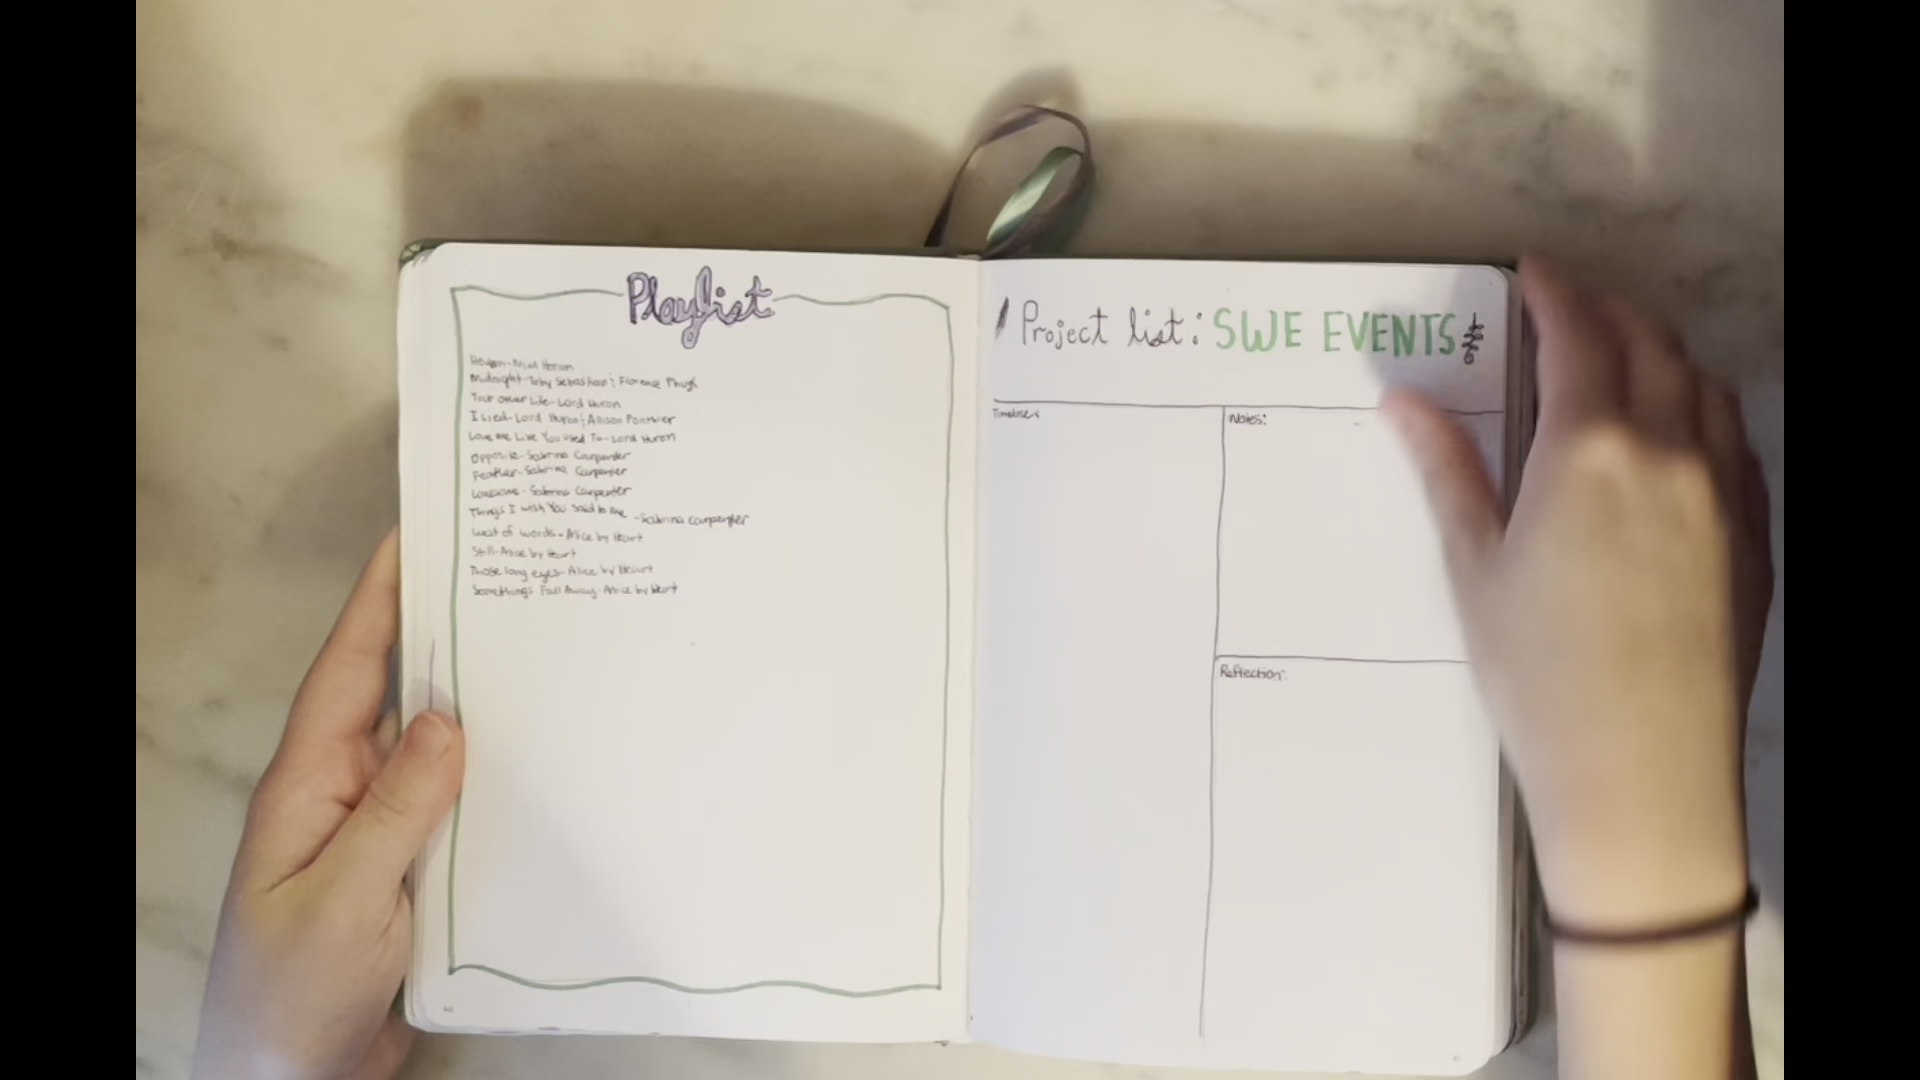 Playlist
Heaven-Niall Horan
Midnight-Toby Sebastian; Florence Pugh
Your Other Life-Lord Huron
I Lied-Lord Huron; Allison Ponthier
Love me Like You Used To-Lord Huron
Opposite-Sabrina Carpenter
Feather-Sabrina Carpenter
Lonesome-Sabrina Carpenter
Things I wish You Said to me -Sabrina Carpenter
West of words-Alice by Heart
Still-Alice by Heart
Those long eyes-Alice by Heart
Some things Fall Away-Alice by Heart
Project list: SWE EVENTS
Timeline:
Notes:
Reflection: